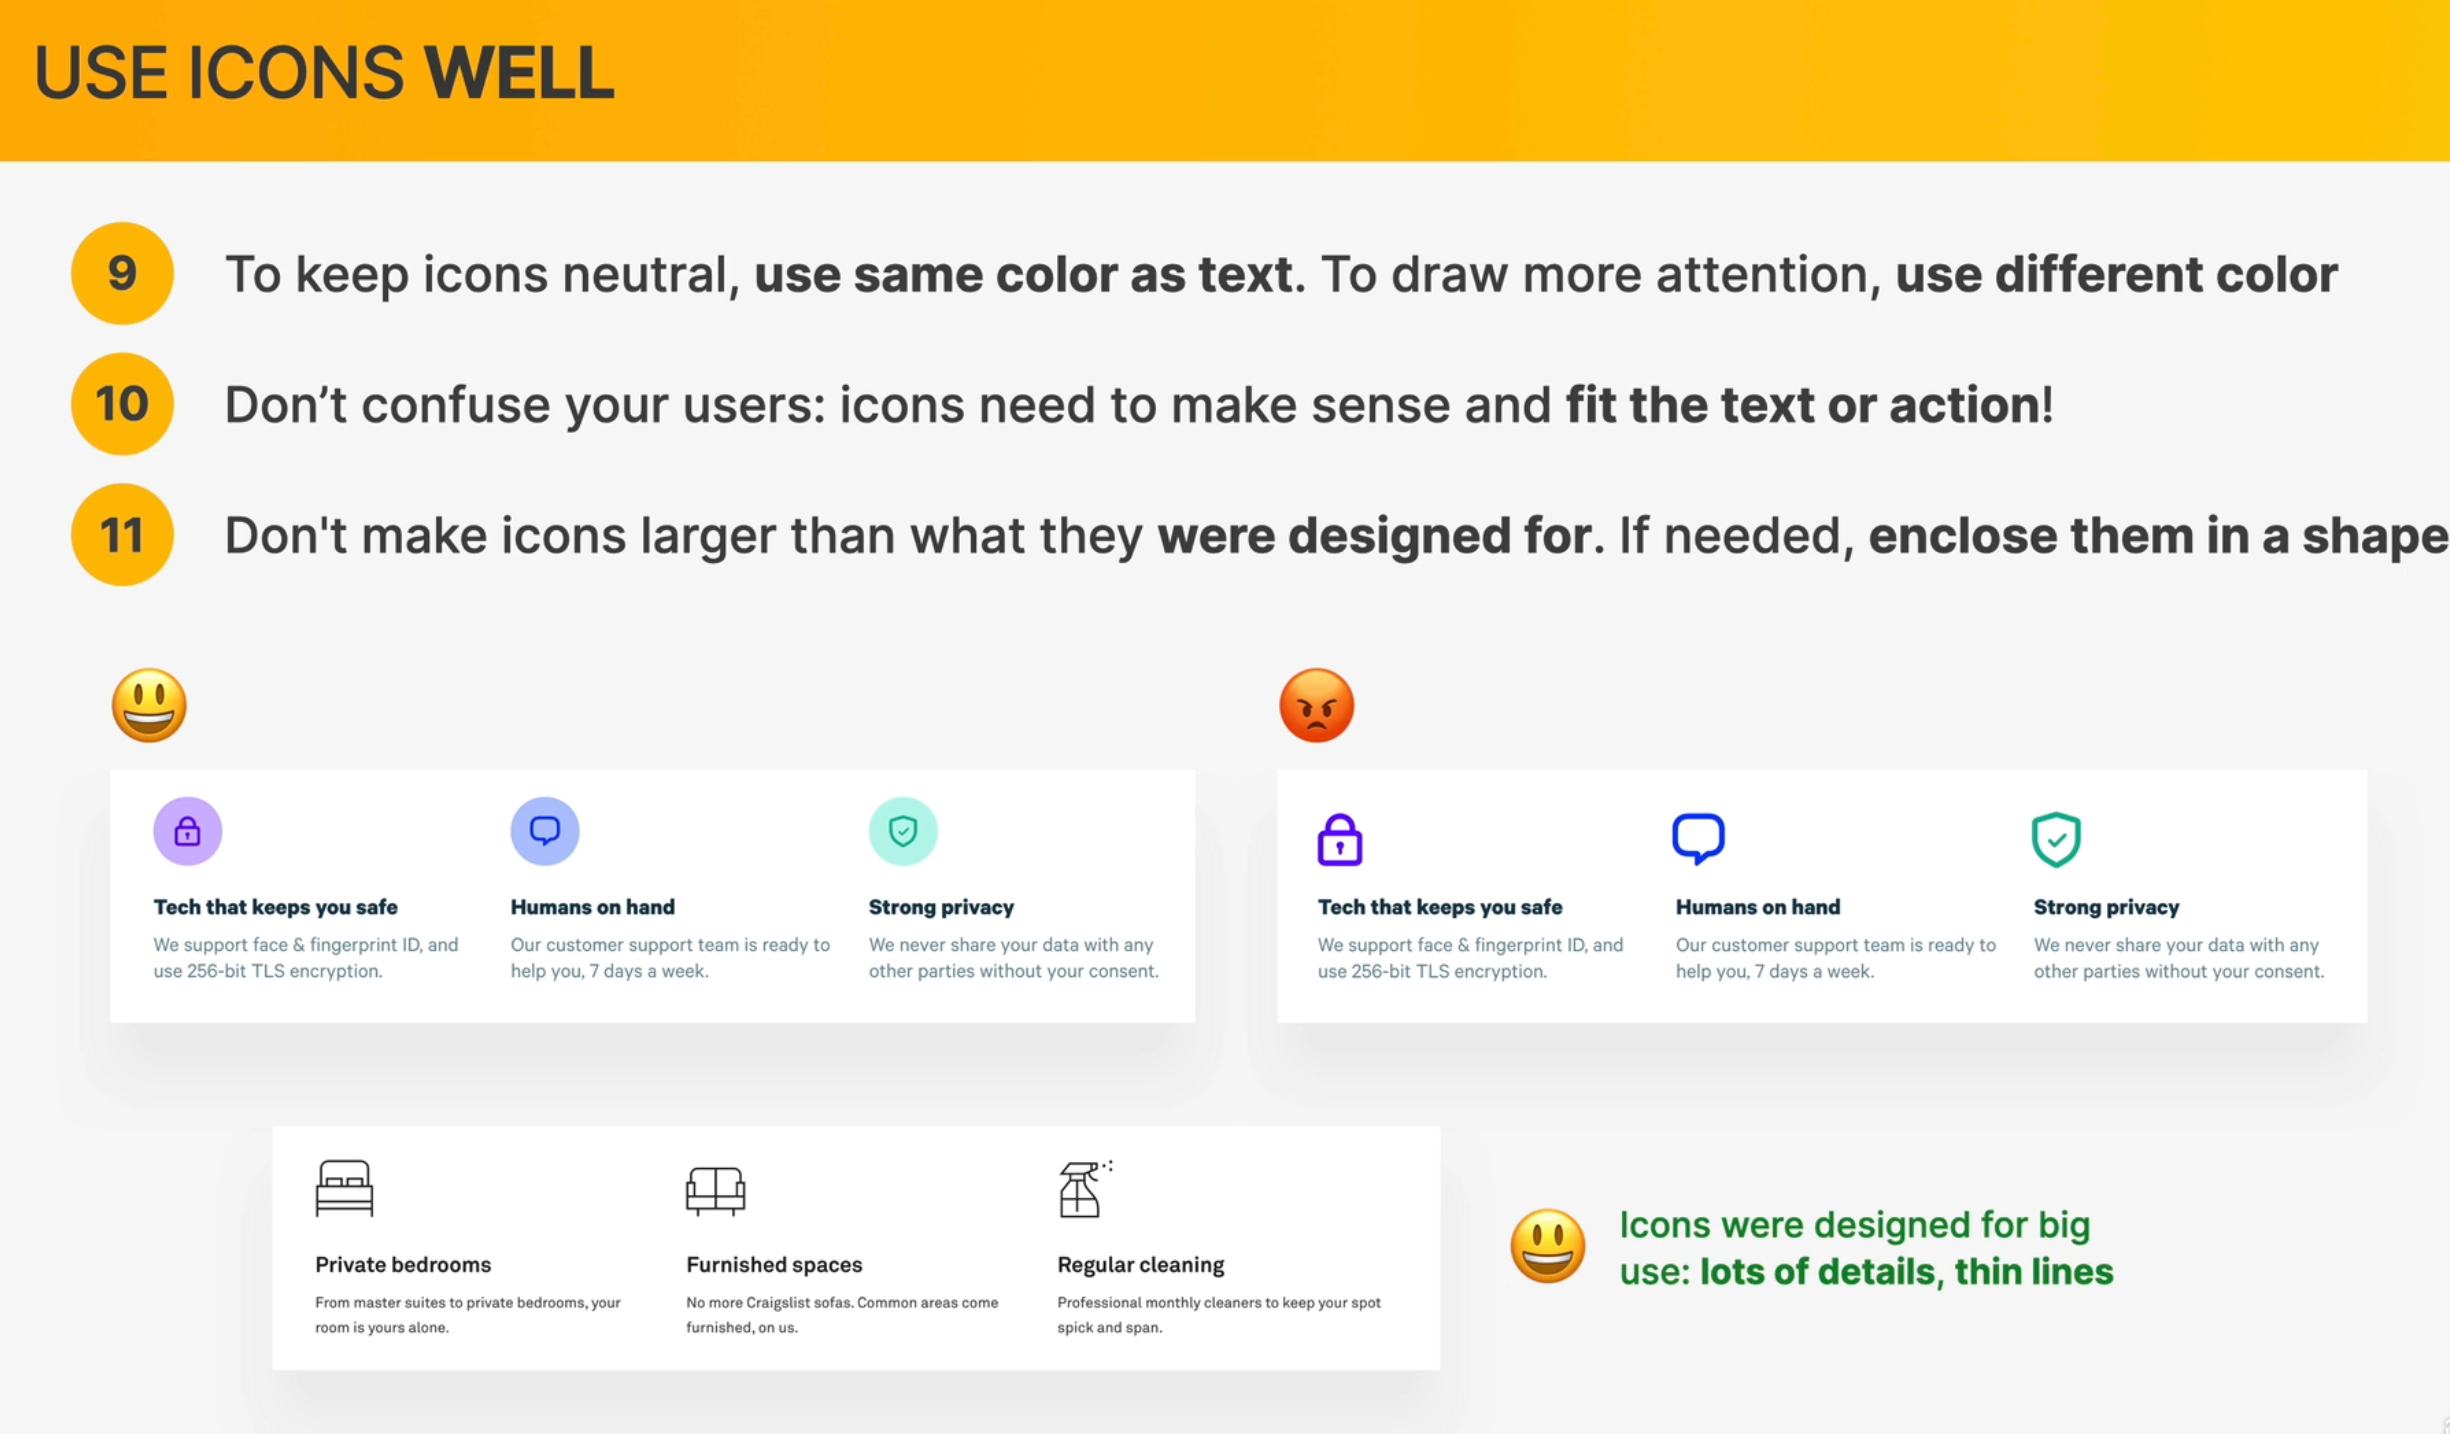 USE ICONS WELL
9 To keep icons neutral, use same color as text. To draw more attention, use different color
10 Don’t confuse your users: icons need to make sense and fit the text or action!
11 Don't make icons larger than what they were designed for. If needed, enclose them in a shape
Tech that keeps you safe
We support face & fingerprint ID, and
use 256-bit TLS encryption.
Humans on hand
Our customer support team is ready to
help you, 7 days a week.
Strong privacy
We never share your data with any
other parties without your consent.
Tech that keeps you safe
We support face & fingerprint ID, and
use 256-bit TLS encryption.
Humans on hand
Our customer support team is ready to
help you, 7 days a week.
Strong privacy
We never share your data with any
other parties without your consent.
Private bedrooms
From master suites to private bedrooms, your
room is yours alone.
Furnished spaces
No more Craigslist sofas. Common areas come
furnished, on us.
Regular cleaning
Professional monthly cleaners to keep your spot
spick and span.
Icons were designed for big
use: lots of details, thin lines